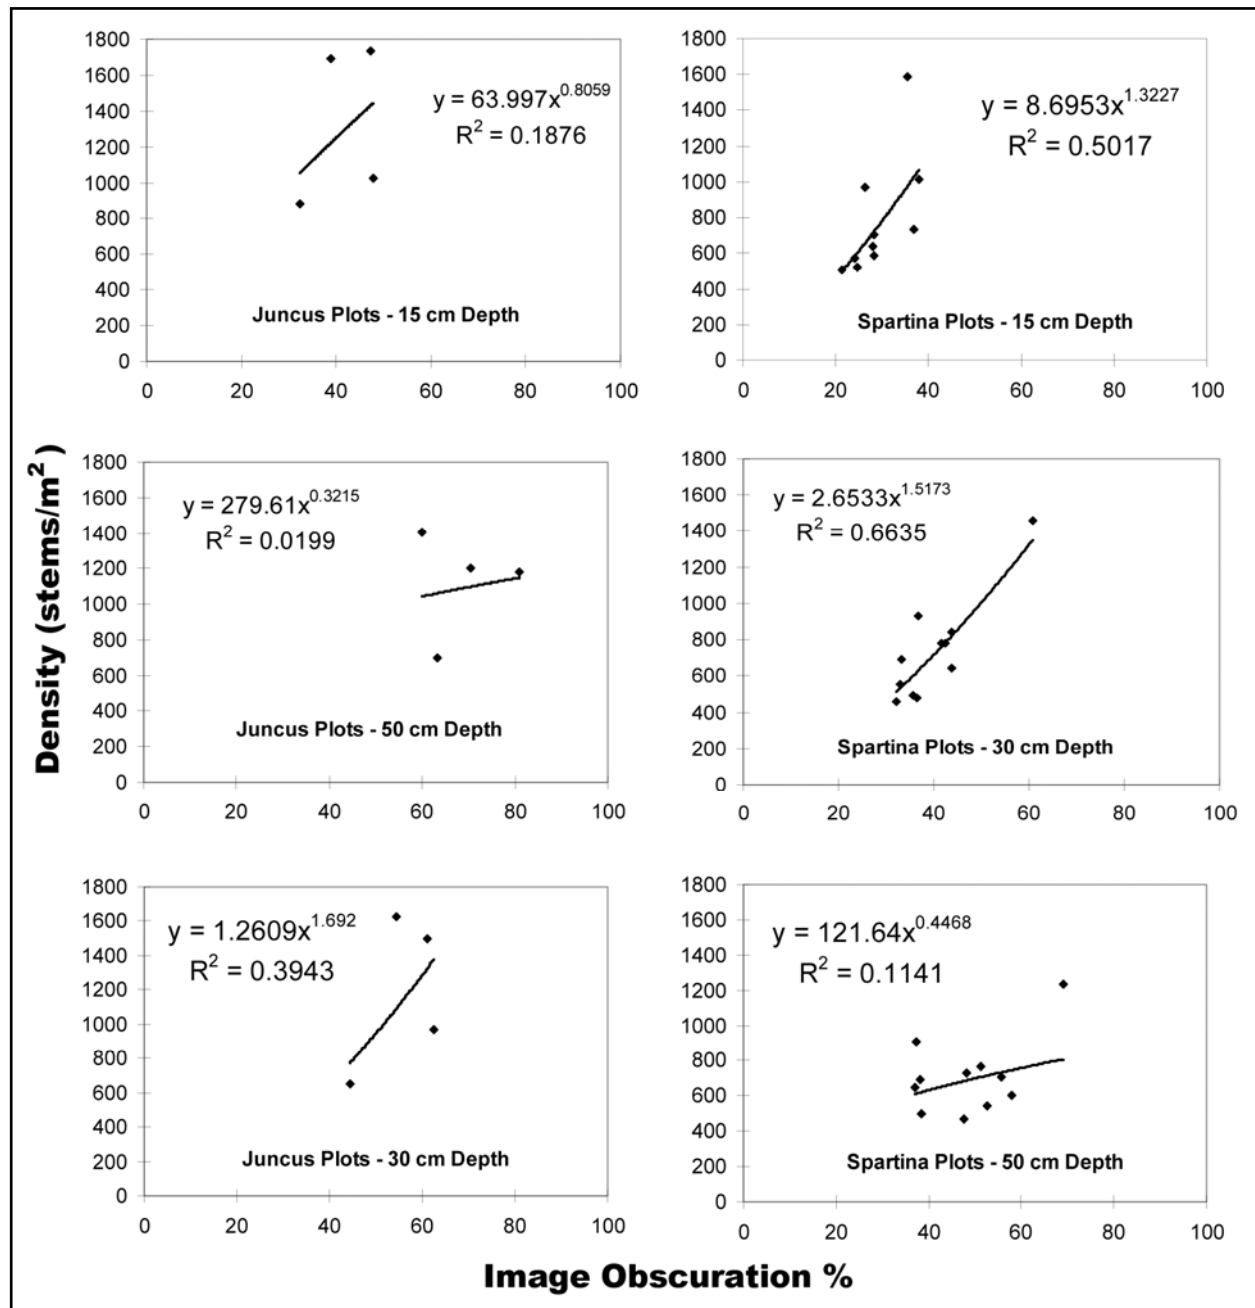 1800
1600
1400
1200
1000
800
600
400
200
0
0 20 40 60 80 100
y = 63.997x^0.8059
R² = 0.1876
Juncus Plots - 15 cm Depth
1800
1600
1400
1200
1000
800
600
400
200
0
0 20 40 60 80 100
y = 8.6953x^1.3227
R² = 0.5017
Spartina Plots - 15 cm Depth
Density (stems/m²)
1800
1600
1400
1200
1000
800
600
400
200
0
0 20 40 60 80 100
y = 279.61x^0.3215
R² = 0.0199
Juncus Plots - 50 cm Depth
1800
1600
1400
1200
1000
800
600
400
200
0
0 20 40 60 80 100
y = 2.6533x^1.5173
R² = 0.6635
Spartina Plots - 30 cm Depth
1800
1600
1400
1200
1000
800
600
400
200
0
0 20 40 60 80 100
y = 1.2609x^1.692
R² = 0.3943
Juncus Plots - 30 cm Depth
1800
1600
1400
1200
1000
800
600
400
200
0
0 20 40 60 80 100
y = 121.64x^0.4468
R² = 0.1141
Spartina Plots - 50 cm Depth
Image Obscuration %